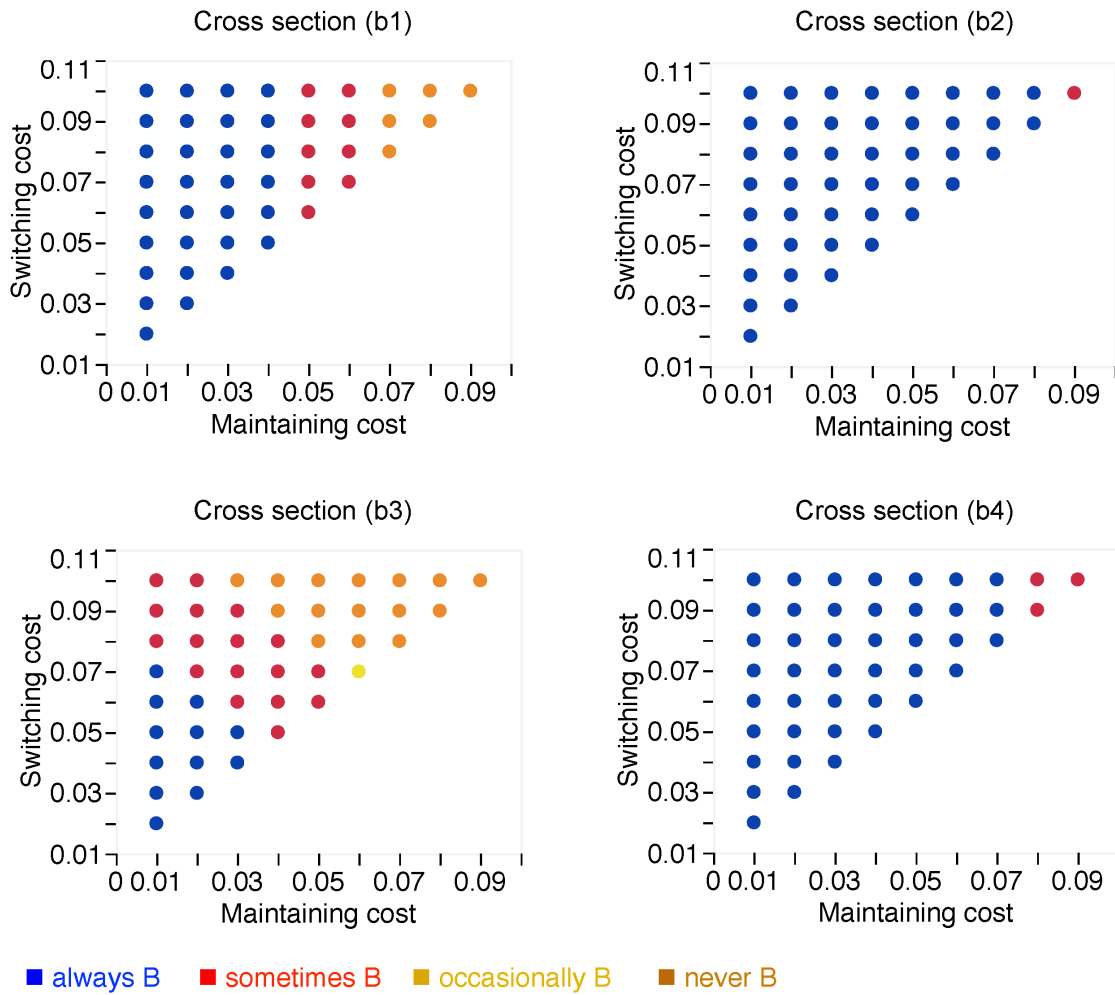 Cross section (b1)
Cross section (b2)
0.11
0.09
0.07
0.05
0.03
0.01
Switching cost
0 0.01 0.03 0.05 0.07 0.09
Maintaining cost
0.11
0.09
0.07
0.05
0.03
0.01
Switching cost
0 0.01 0.03 0.05 0.07 0.09
Maintaining cost
Cross section (b3)
Cross section (b4)
0.11
0.09
0.07
0.05
0.03
0.01
Switching cost
0 0.01 0.03 0.05 0.07 0.09
Maintaining cost
0.11
0.09
0.07
0.05
0.03
0.01
Switching cost
0 0.01 0.03 0.05 0.07 0.09
Maintaining cost
always B sometimes B occasionally B never B